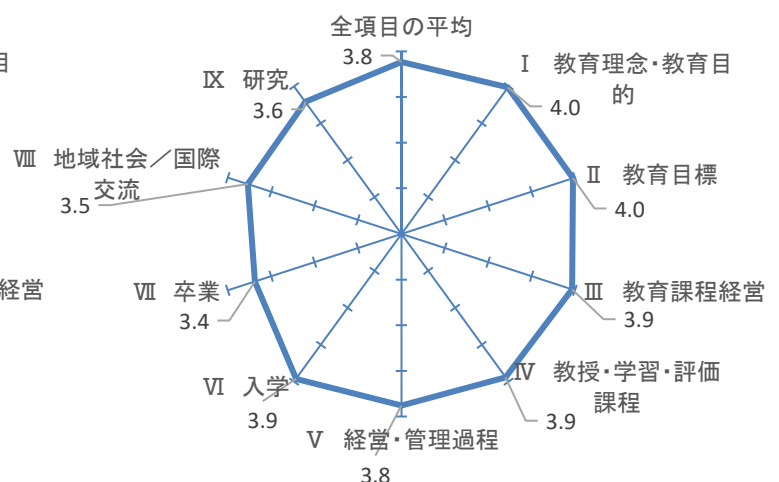 全項目の平均
3.8
Ⅰ 教育理念・教育目
的
4.0
Ⅱ 教育目標
4.0
Ⅲ 教育課程経営
3.9
Ⅳ 教授・学習・評価
課程
3.9
Ⅴ 経営・管理過程
3.8
Ⅵ 入学
3.9
Ⅶ 卒業
3.4
Ⅷ 地域社会／国際
交流
3.5
Ⅸ 研究
3.6
目
経営